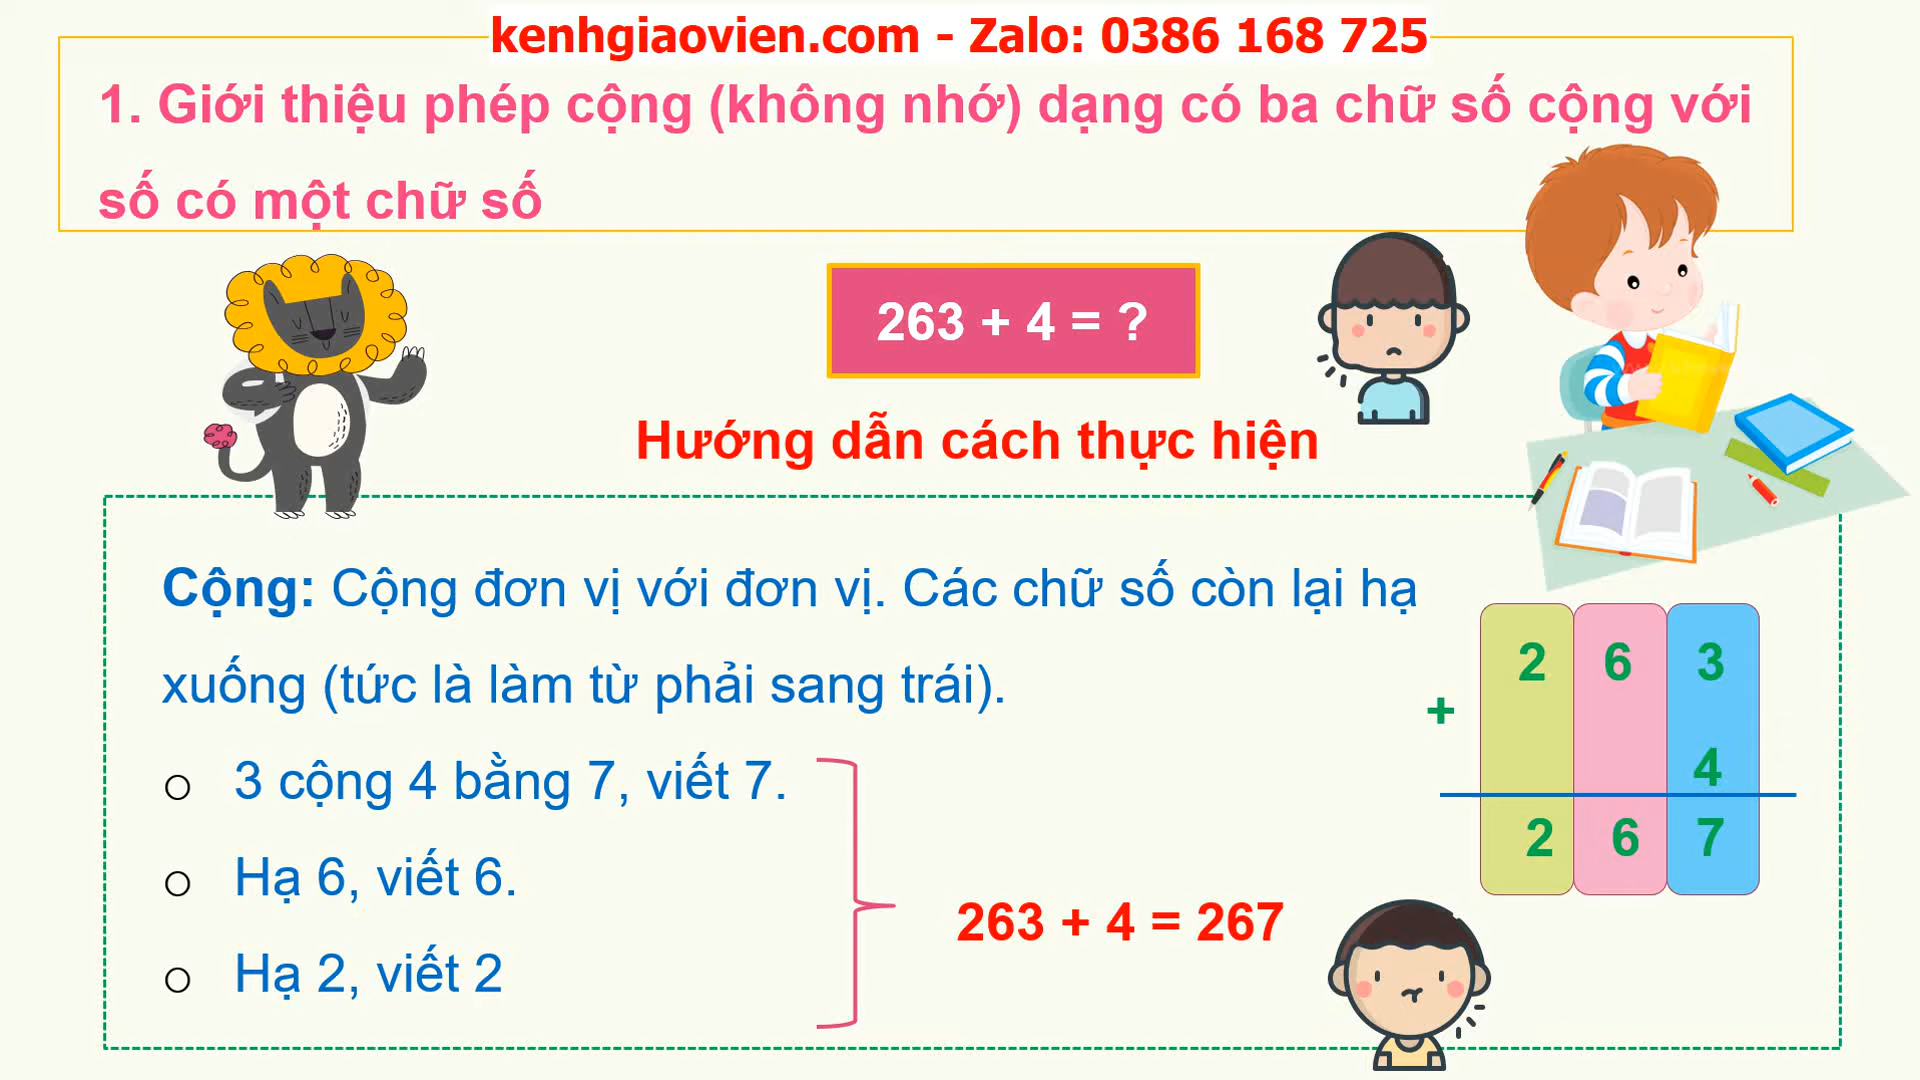 kenhgiaovien.com - Zalo: 0386 168 725
1. Giới thiệu phép cộng (không nhớ) dạng có ba chữ số cộng với
số có một chữ số
263 + 4 = ?
Hướng dẫn cách thực hiện
Cộng: Cộng đơn vị với đơn vị. Các chữ số còn lại hạ
xuống (tức là làm từ phải sang trái).
o 3 cộng 4 bằng 7, viết 7.
o Hạ 6, viết 6.
o Hạ 2, viết 2
263 + 4 = 267
2 6 3
+
4
2 6 7